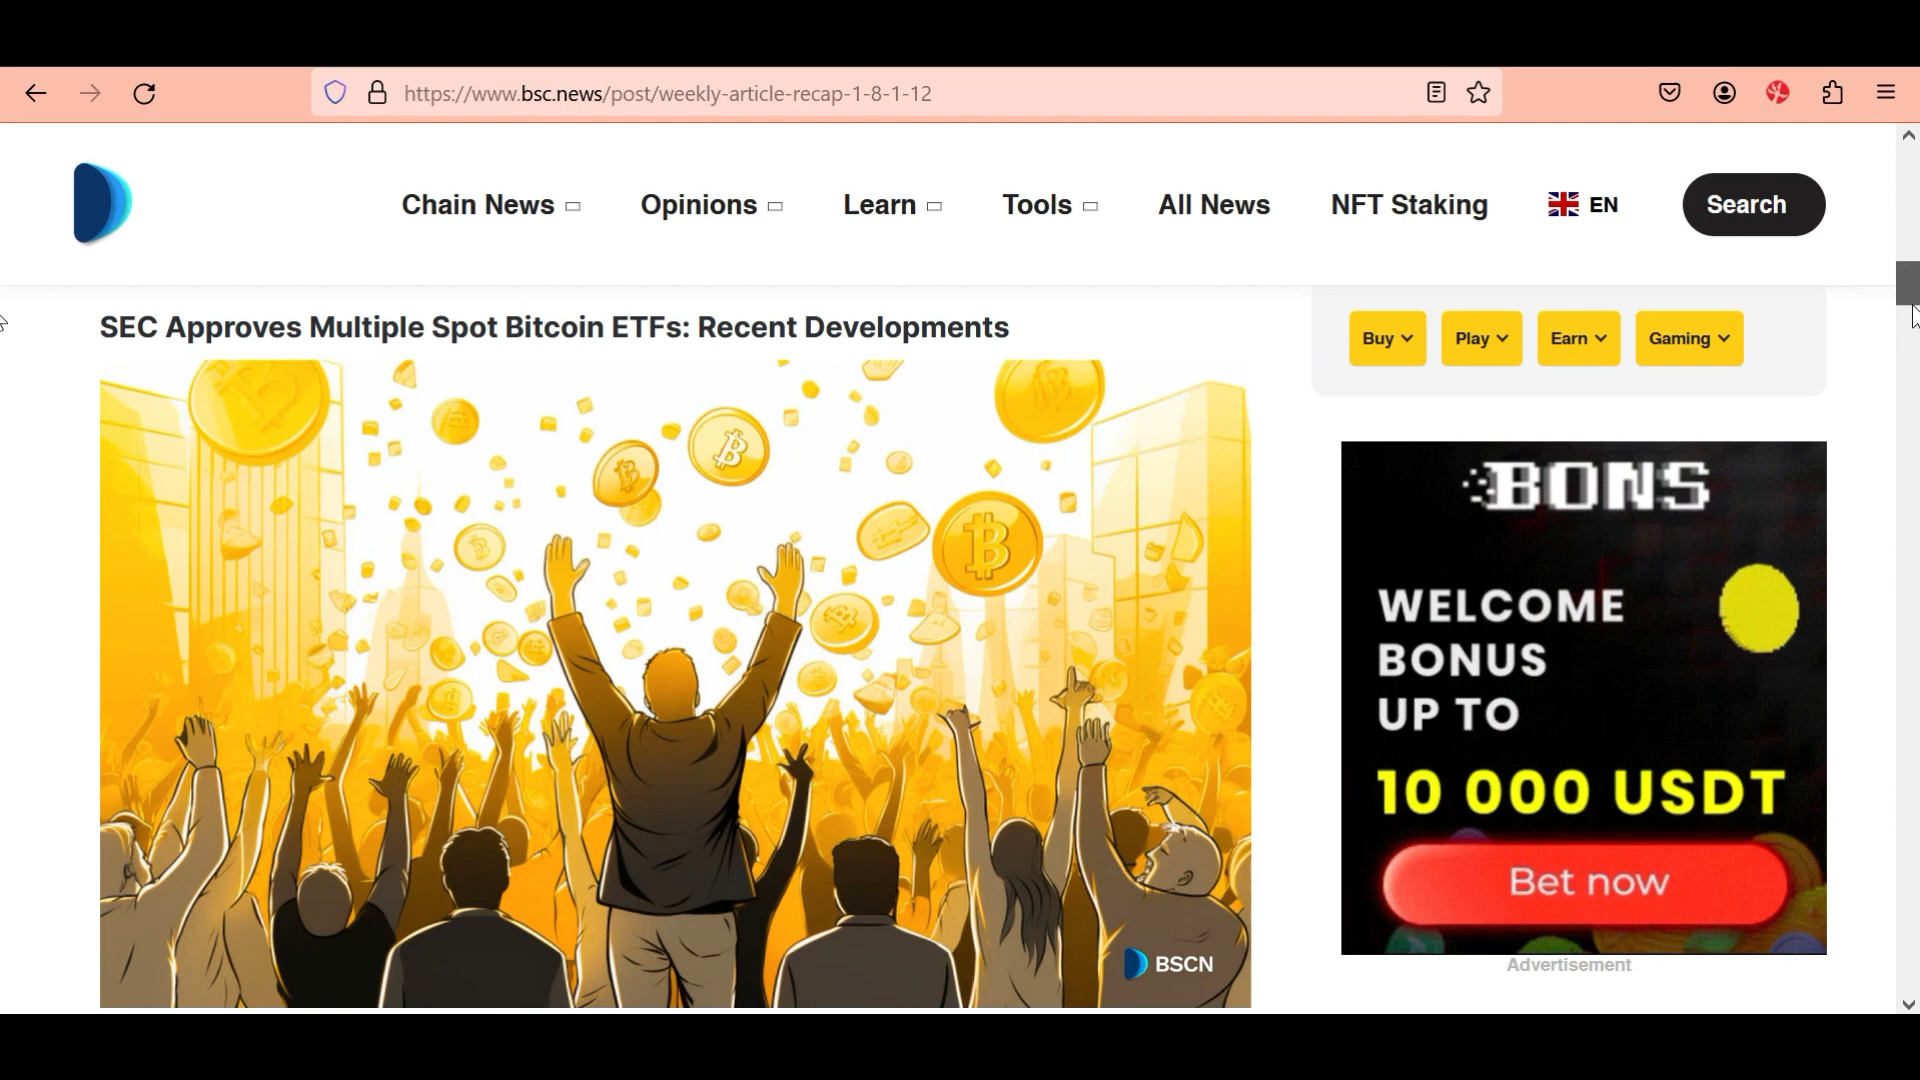 https://www.bsc.news/post/weekly-article-recap-1-8-1-12
Chain News Opinions Learn Tools All News NFT Staking EN Search
SEC Approves Multiple Spot Bitcoin ETFs: Recent Developments
Buy Play Earn Gaming
BONS
WELCOME
BONUS
UP TO
10 000 USDT
Bet now
BSCN
Advertisement